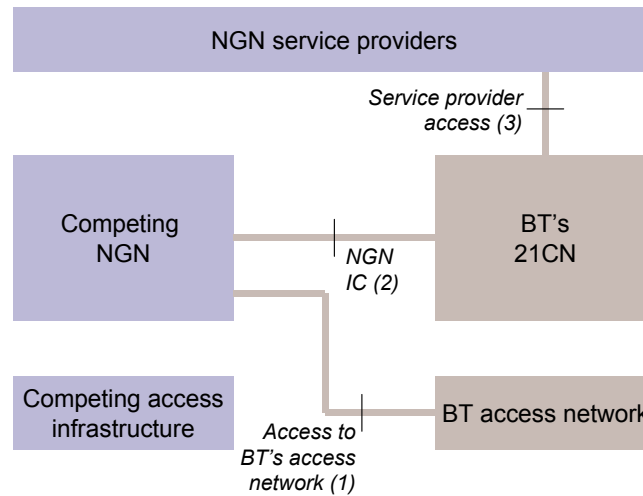 NGN service providers
Service provider
access (3)
Competing
NGN
BT’s
21CN
NGN
IC (2)
Competing access
infrastructure
BT access network
Access to
BT’s access
network (1)